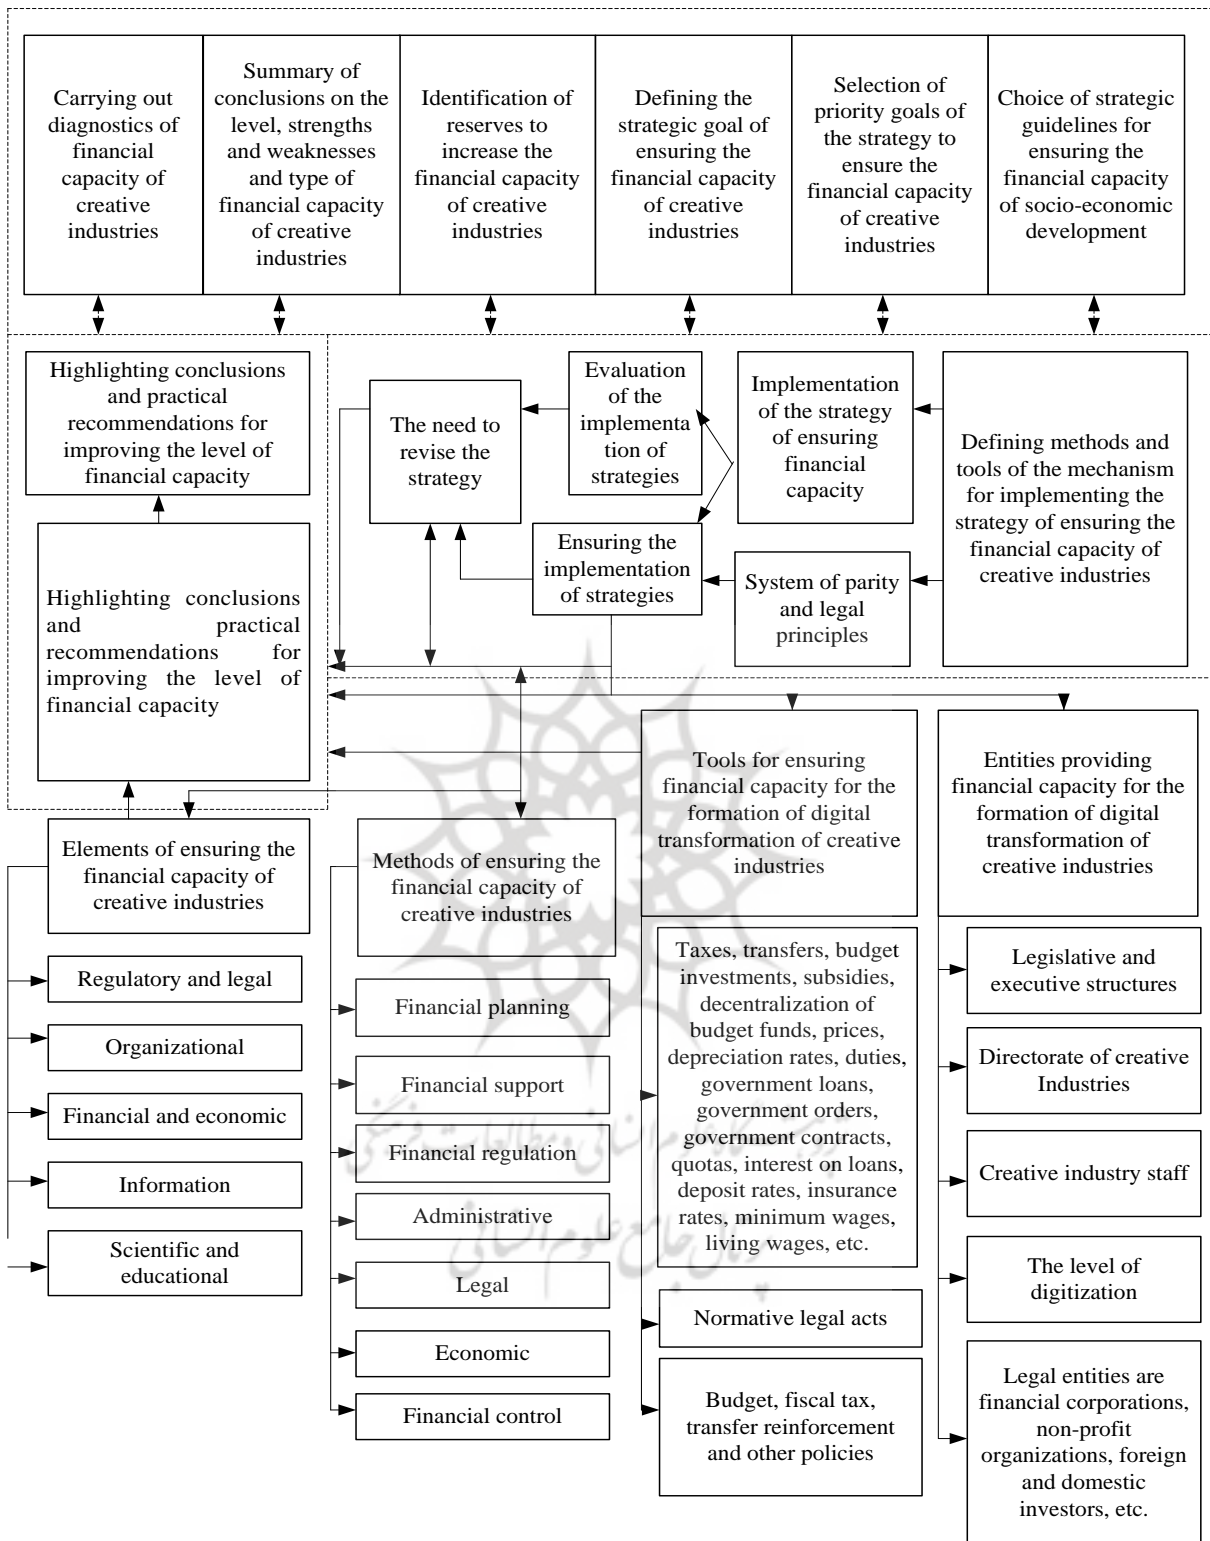 Carrying out
diagnostics of
financial
capacity of
creative
industries
Summary of
conclusions on the
level, strengths
and weaknesses
and type of
financial capacity
of creative
industries
Identification of
reserves to
increase the
financial capacity
of creative
industries
Defining the
strategic goal of
ensuring the
financial capacity
of creative
industries
Selection of
priority goals of
the strategy to
ensure the
financial capacity
of creative
industries
Choice of strategic
guidelines for
ensuring the
financial capacity
of socio-economic
development
Highlighting conclusions
and practical
recommendations for
improving the level of
financial capacity
The need to
revise the
strategy
Evaluation
of the
implementa
tion of
strategies
Implementation
of the strategy
of ensuring
financial
capacity
Defining methods and
tools of the mechanism
for implementing the
strategy of ensuring the
financial capacity of
creative industries
Ensuring the
implementation
of strategies
System of parity
and legal
principles
Highlighting conclusions
and practical
recommendations for
improving the level of
financial capacity
Elements of ensuring the
financial capacity of
creative industries
Regulatory and legal
Organizational
Financial and economic
Information
Scientific and
educational
Methods of ensuring the
financial capacity of
creative industries
Financial planning
Financial support
Financial regulation
Administrative
Legal
Economic
Financial control
Tools for ensuring
financial capacity for the
formation of digital
transformation of creative
industries
Taxes, transfers, budget
investments, subsidies,
decentralization of
budget funds, prices,
depreciation rates, duties,
government loans,
government orders,
government contracts,
quotas, interest on loans,
deposit rates, insurance
rates, minimum wages,
living wages, etc.
Normative legal acts
Budget, fiscal tax,
transfer reinforcement
and other policies
Entities providing
financial capacity for the
formation of digital
transformation of
creative industries
Legislative and
executive structures
Directorate of creative
Industries
Creative industry staff
The level of
digitization
Legal entities are
financial corporations,
non-profit
organizations, foreign
and domestic
investors, etc.
پژوهشگاه علوم انسانی و مطالعات فرهنگی
پرتال جامع علوم انسانی